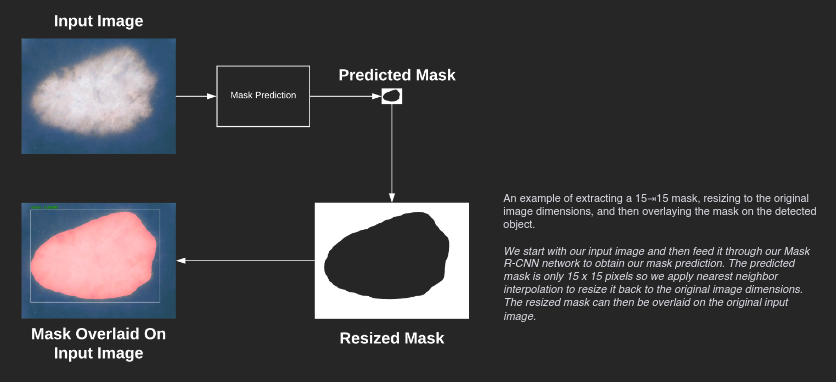 Input Image
Mask Prediction
Predicted Mask
An example of extracting a 15⇥15 mask, resizing to the original
image dimensions, and then overlaying the mask on the detected
object.
We start with our input image and then feed it through our Mask
R-CNN network to obtain our mask prediction. The predicted
mask is only 15 x 15 pixels so we apply nearest neighbor
interpolation to resize it back to the original image dimensions.
The resized mask can then be overlaid on the original input
image.
Mask Overlaid On
Input Image
Resized Mask